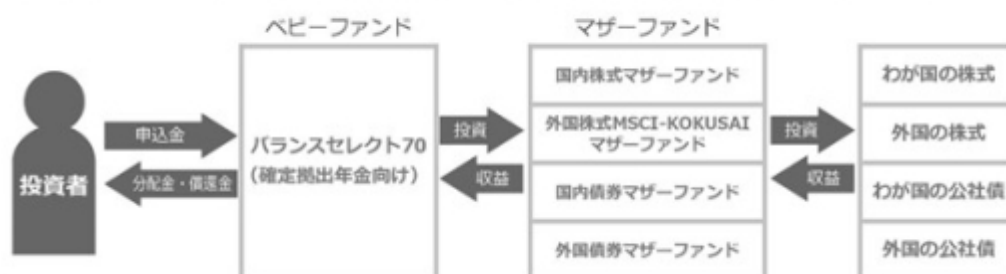 ベビーファンド
マザーファンド
投資者
申込金
分配金・償還金
バランスセレクト70
(確定拠出年金向け)
投資
収益
国内株式マザーファンド
外国株式MSCI-KOKUSAI
マザーファンド
国内債券マザーファンド
外国債券マザーファンド
投資
収益
わが国の株式
外国の株式
わが国の公社債
外国の公社債